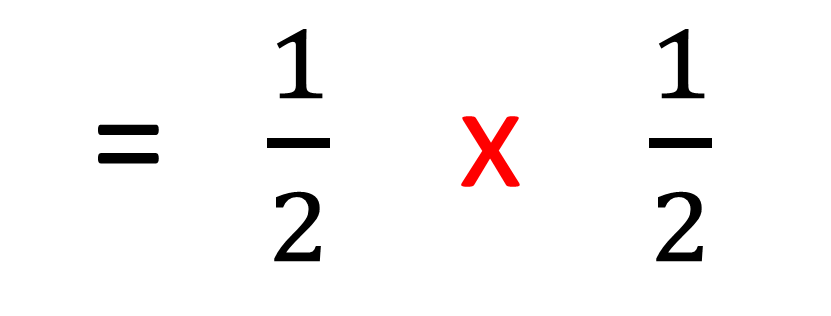 = 1/2 x 1/2